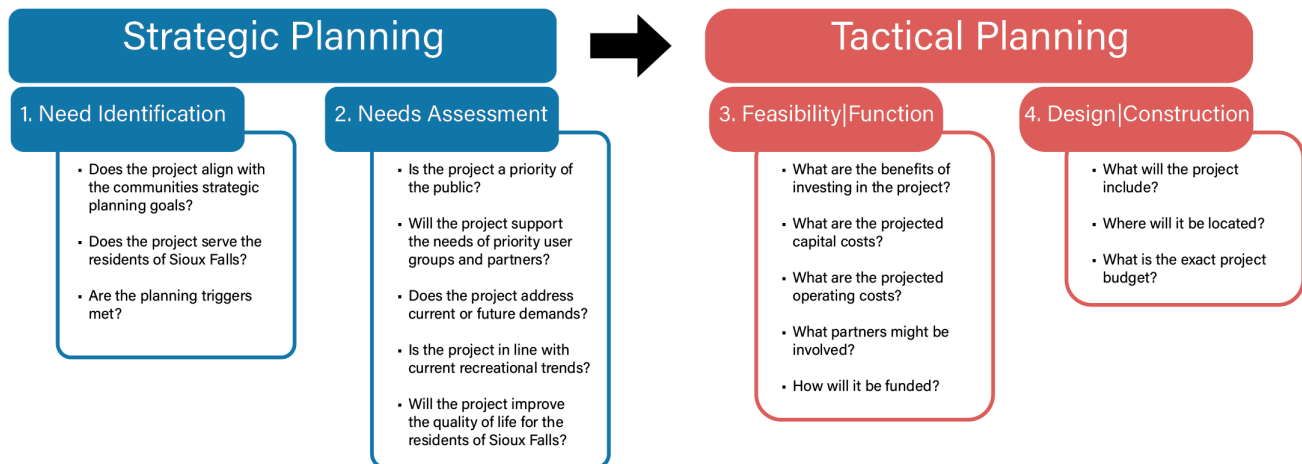 Strategic Planning
Tactical Planning
1. Need Identification
▪ Does the project align with
the communities strategic
planning goals?
▪ Does the project serve the
residents of Sioux Falls?
▪ Are the planning triggers
met?
2. Needs Assessment
▪ Is the project a priority of
the public?
▪ Will the project support
the needs of priority user
groups and partners?
▪ Does the project address
current or future demands?
▪ Is the project in line with
current recreational trends?
▪ Will the project improve
the quality of life for the
residents of Sioux Falls?
3. Feasibility|Function
▪ What are the benefits of
investing in the project?
▪ What are the projected
capital costs?
▪ What are the projected
operating costs?
▪ What partners might be
involved?
▪ How will it be funded?
4. Design|Construction
▪ What will the project
include?
▪ Where will it be located?
▪ What is the exact project
budget?